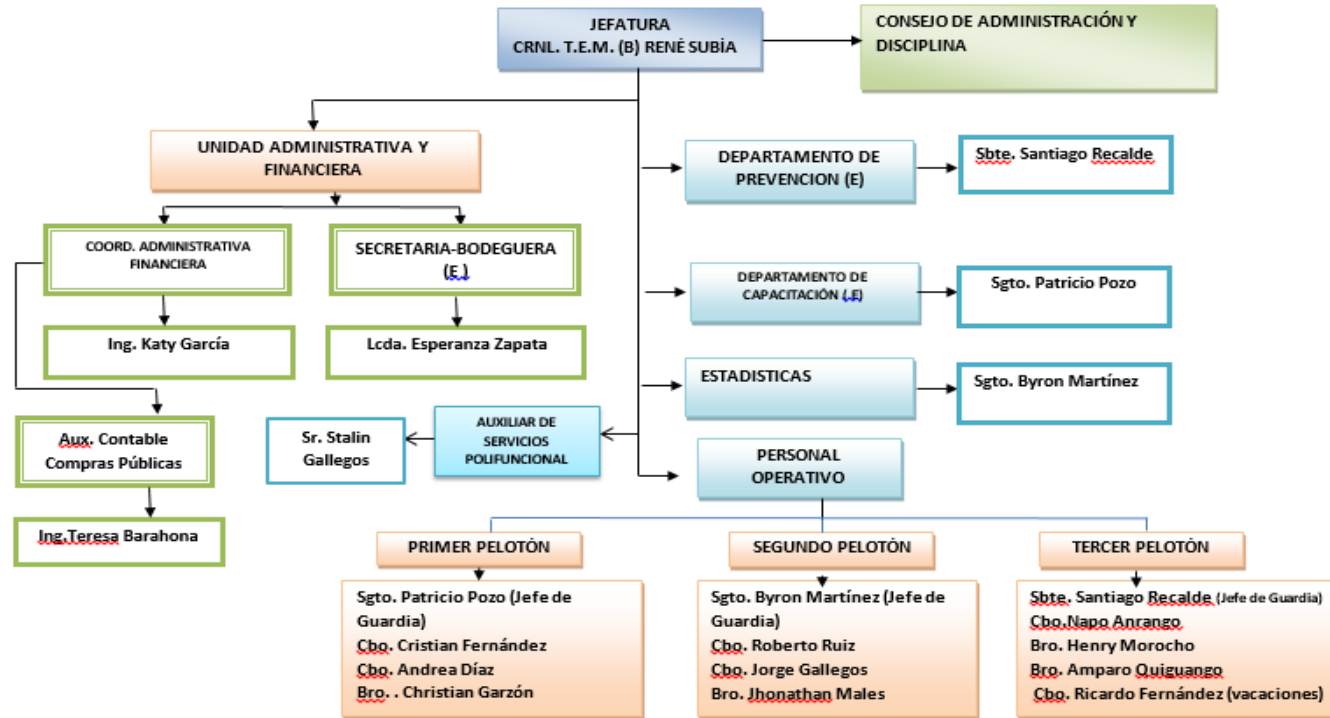 JEFATURA
CRNL. T.E.M. (B) RENÉ SUBÍA
CONSEJO DE ADMINISTRACIÓN Y
DISCIPLINA
UNIDAD ADMINISTRATIVA Y
FINANCIERA
DEPARTAMENTO DE
PREVENCION (E)
Sbte. Santiago Recalde
COORD. ADMINISTRATIVA
FINANCIERA
SECRETARIA-BODEGUERA
(E.)
DEPARTAMENTO DE
CAPACITACIÓN (.E)
Sgto. Patricio Pozo
Ing. Katy García
Lcda. Esperanza Zapata
ESTADISTICAS
Sgto. Byron Martínez
Aux. Contable
Compras Públicas
Sr. Stalin
Gallegos
AUXILIAR DE
SERVICIOS
POLIFUNCIONAL
PERSONAL
OPERATIVO
Ing.Teresa Barahona
PRIMER PELOTÓN
SEGUNDO PELOTÓN
TERCER PELOTÓN
Sgto. Patricio Pozo (Jefe de
Guardia)
Cbo. Cristian Fernández
Cbo. Andrea Díaz
Bro. . Christian Garzón
Sgto. Byron Martínez (Jefe de
Guardia)
Cbo. Roberto Ruiz
Cbo. Jorge Gallegos
Bro. Jhonathan Males
Sbte. Santiago Recalde (Jefe de Guardia)
Cbo.Napo Anrango
Bro. Henry Morocho
Bro. Amparo Quiguango
Cbo. Ricardo Fernández (vacaciones)